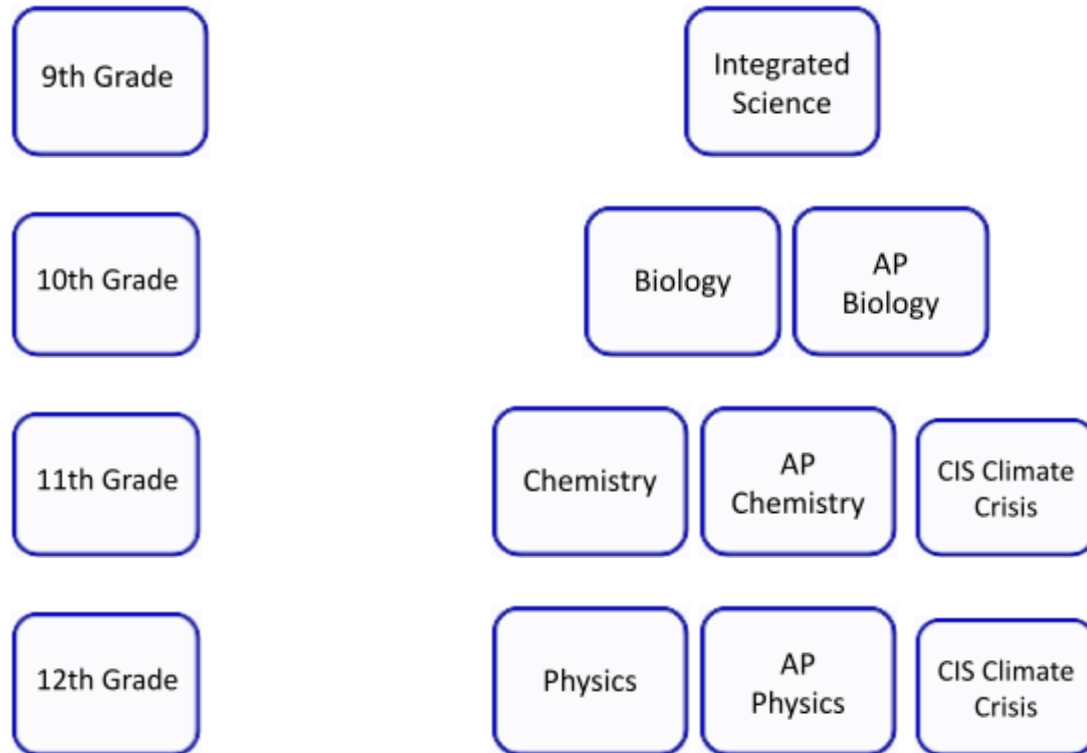 9th Grade
Integrated
Science
10th Grade
Biology
AP
Biology
11th Grade
Chemistry
AP
Chemistry
CIS Climate
Crisis
12th Grade
Physics
AP
Physics
CIS Climate
Crisis